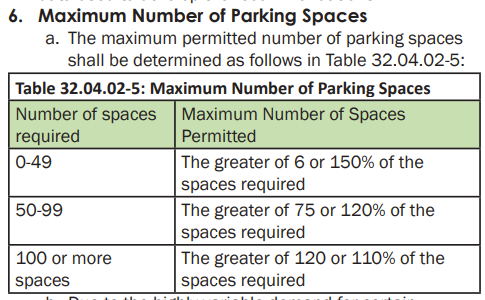 6. Maximum Number of Parking Spaces
a. The maximum permitted number of parking spaces
shall be determined as follows in Table 32.04.02-5:
Table 32.04.02-5: Maximum Number of Parking Spaces
Number of spaces
required
Maximum Number of Spaces
Permitted
0-49
The greater of 6 or 150% of the
spaces required
50-99
The greater of 75 or 120% of the
spaces required
100 or more
spaces
The greater of 120 or 110% of the
spaces required
b. Due to the highly variable demand for certain